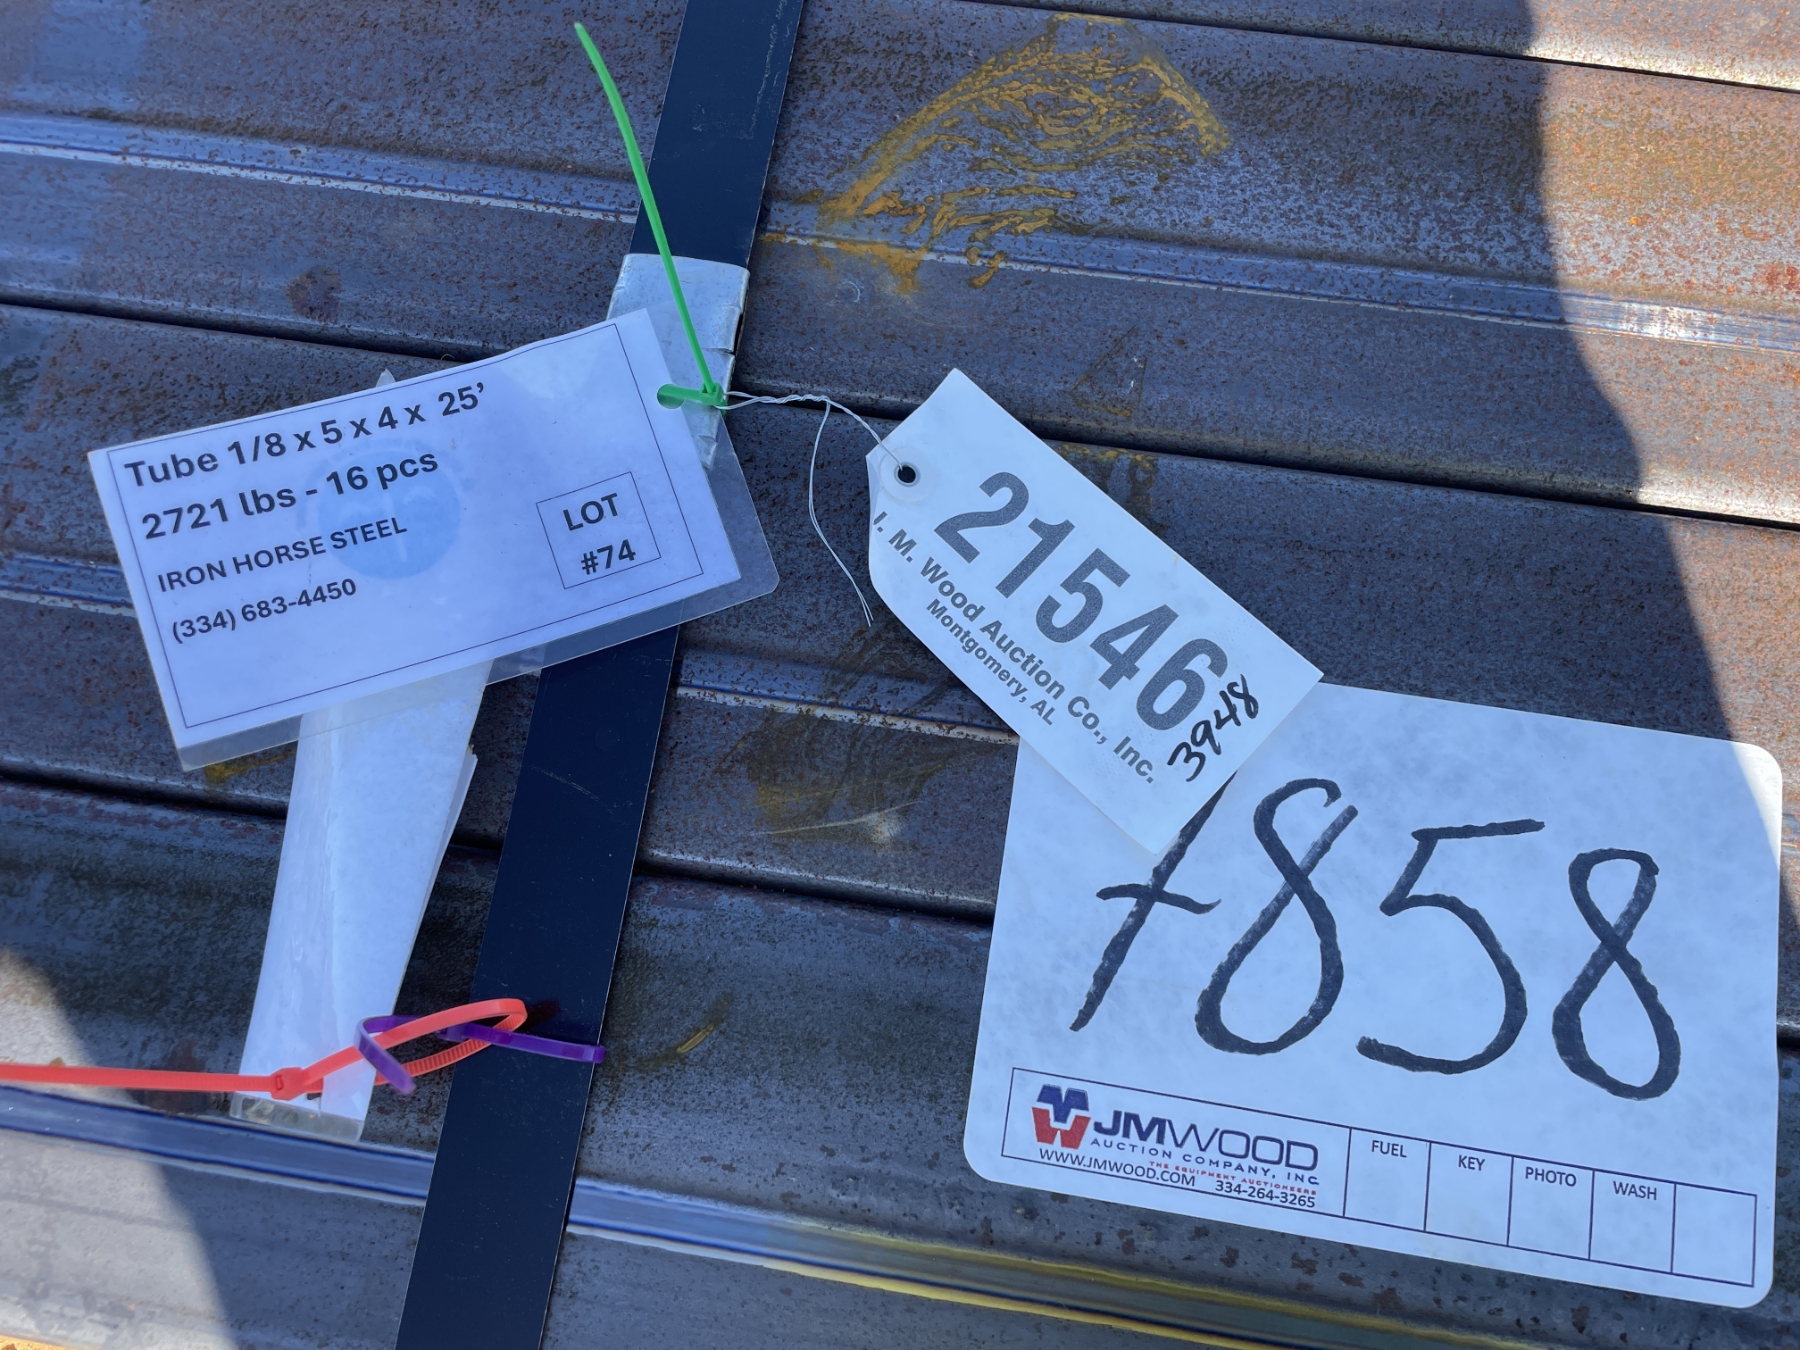 Tube 1/8 x 5 x 4 x 25’
2721 lbs - 16 pcs
IRON HORSE STEEL
(334) 683-4450
LOT
#74
21546
. M. Wood Auction Co., Inc.
Montgomery, AL
3948
7858
JMWOOD
AUCTION COMPANY, INC
THE EQUIPMENT AUCTIONEERS
WWW.JMWOOD.COM 334-264-3265
FUEL
KEY
PHOTO
WASH